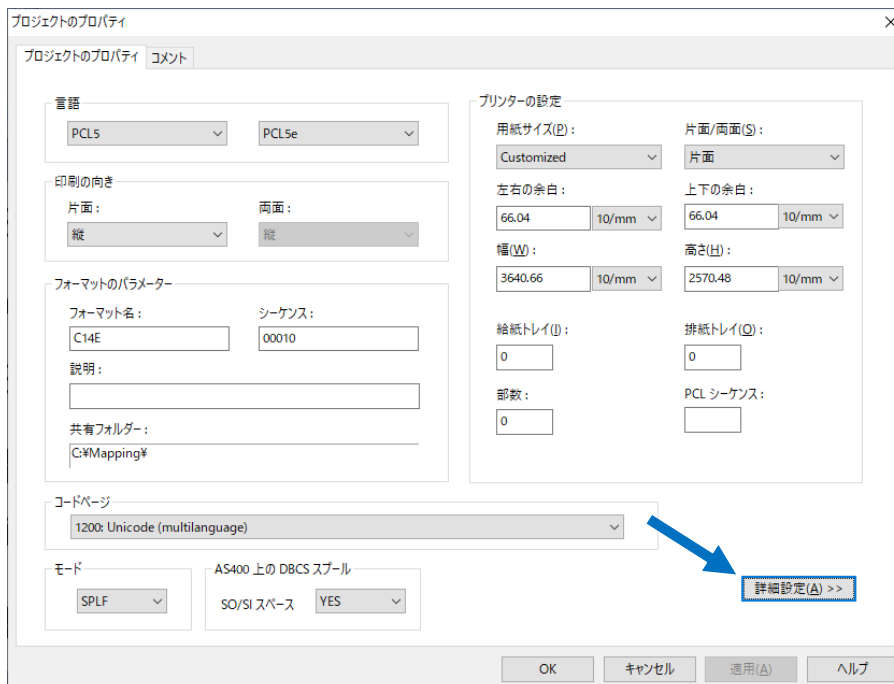 プロジェクトのプロパティ
プロジェクトのプロパティ コメント
言語
PCL5 PCL5e
印刷の向き
片面：
両面：
縦
縦
フォーマットのパラメーター
フォーマット名：
シーケンス：
C14E
00010
説明：
共有フォルダー：
C:¥Mapping¥
プリンターの設定
用紙サイズ(P)：
片面/両面(S)：
Customized
片面
左右の余白：
上下の余白：
66.04 10/mm
66.04 10/mm
幅(W)：
高さ(H)：
3640.66 10/mm
2570.48 10/mm
給紙トレイ(I)：
排紙トレイ(O)：
0
0
部数：
PCL シーケンス：
0
コードページ
1200: Unicode (multilanguage)
モード
SPLF
AS400 上の DBCS スプール
SO/SI スペース YES
詳細設定(A) >>
OK キャンセル 適用(A) ヘルプ